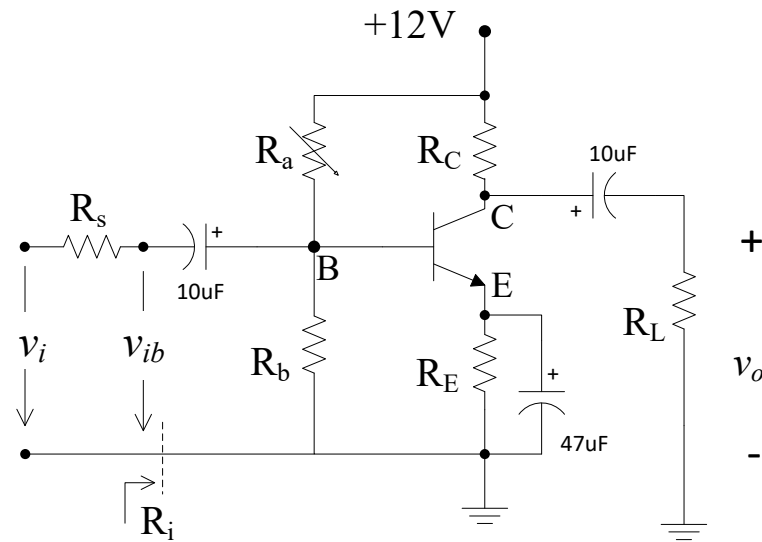 +12V
Ra
RC
10uF
+
C
Rs
+
B
10uF
E
+
RL
vi
vib
Rb
RE
+
vo
47uF
-
Ri